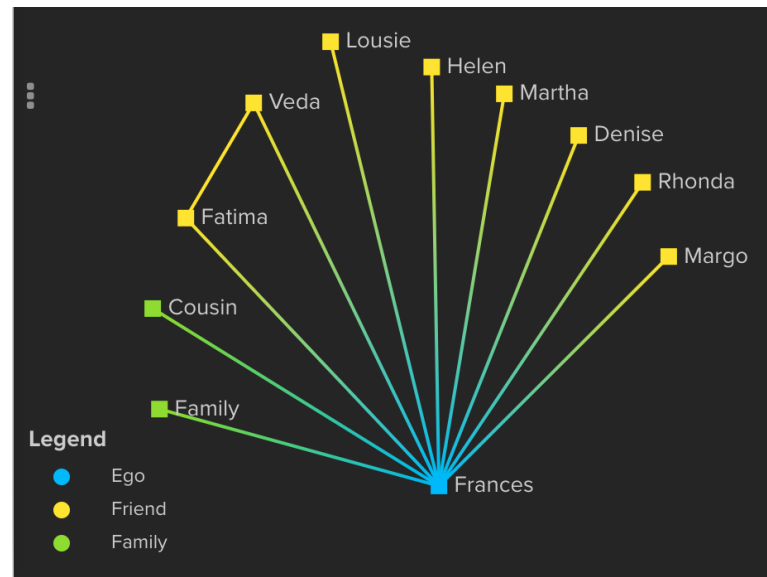 Lousie
Helen
Martha
Veda
Denise
Rhonda
Fatima
Margo
Cousin
Family
Legend
Ego
Friend
Family
Frances